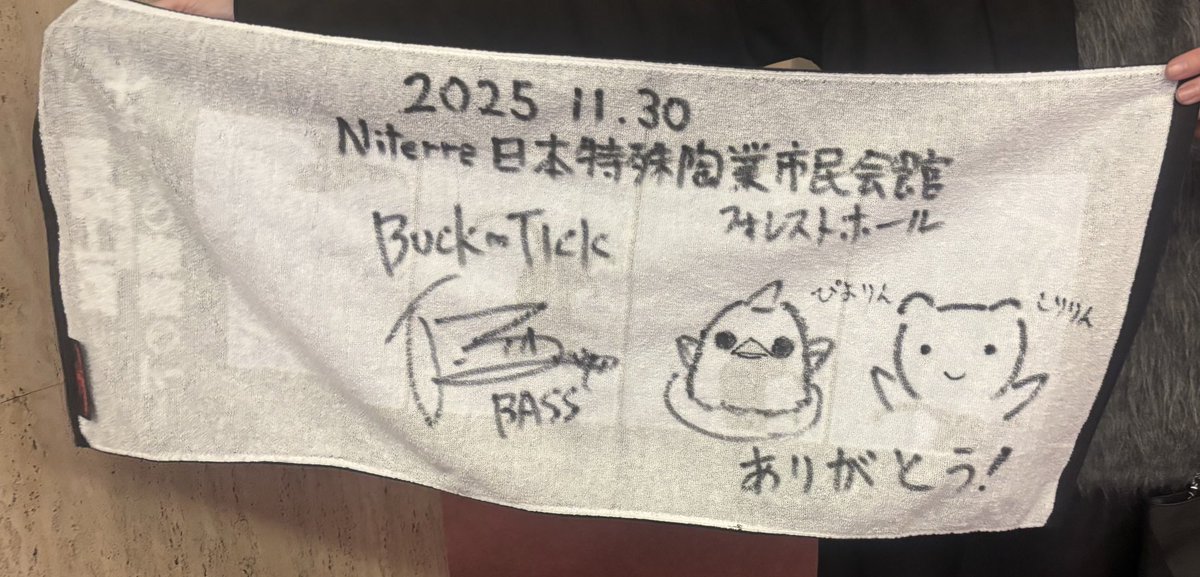 2025 11.30
Niterra 日本特殊陶業市民会館
フォレストホール
BUCK∞TICK
BASS
ぴよりん
しりりん
ありがとう!